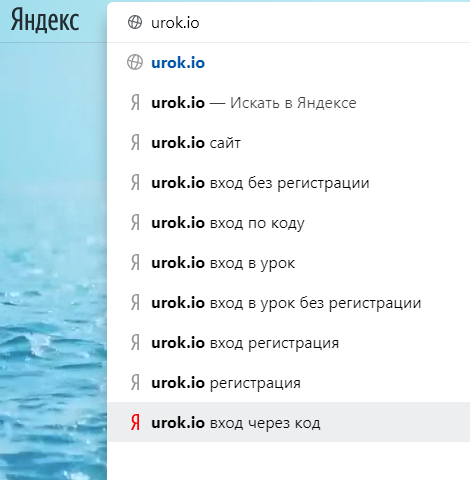 Яндекс
urok.io
urok.io
urok.io — Искать в Яндексе
urok.io сайт
urok.io вход без регистрации
urok.io вход по коду
urok.io вход в урок
urok.io вход в урок без регистрации
urok.io вход регистрация
urok.io регистрация
urok.io вход через код